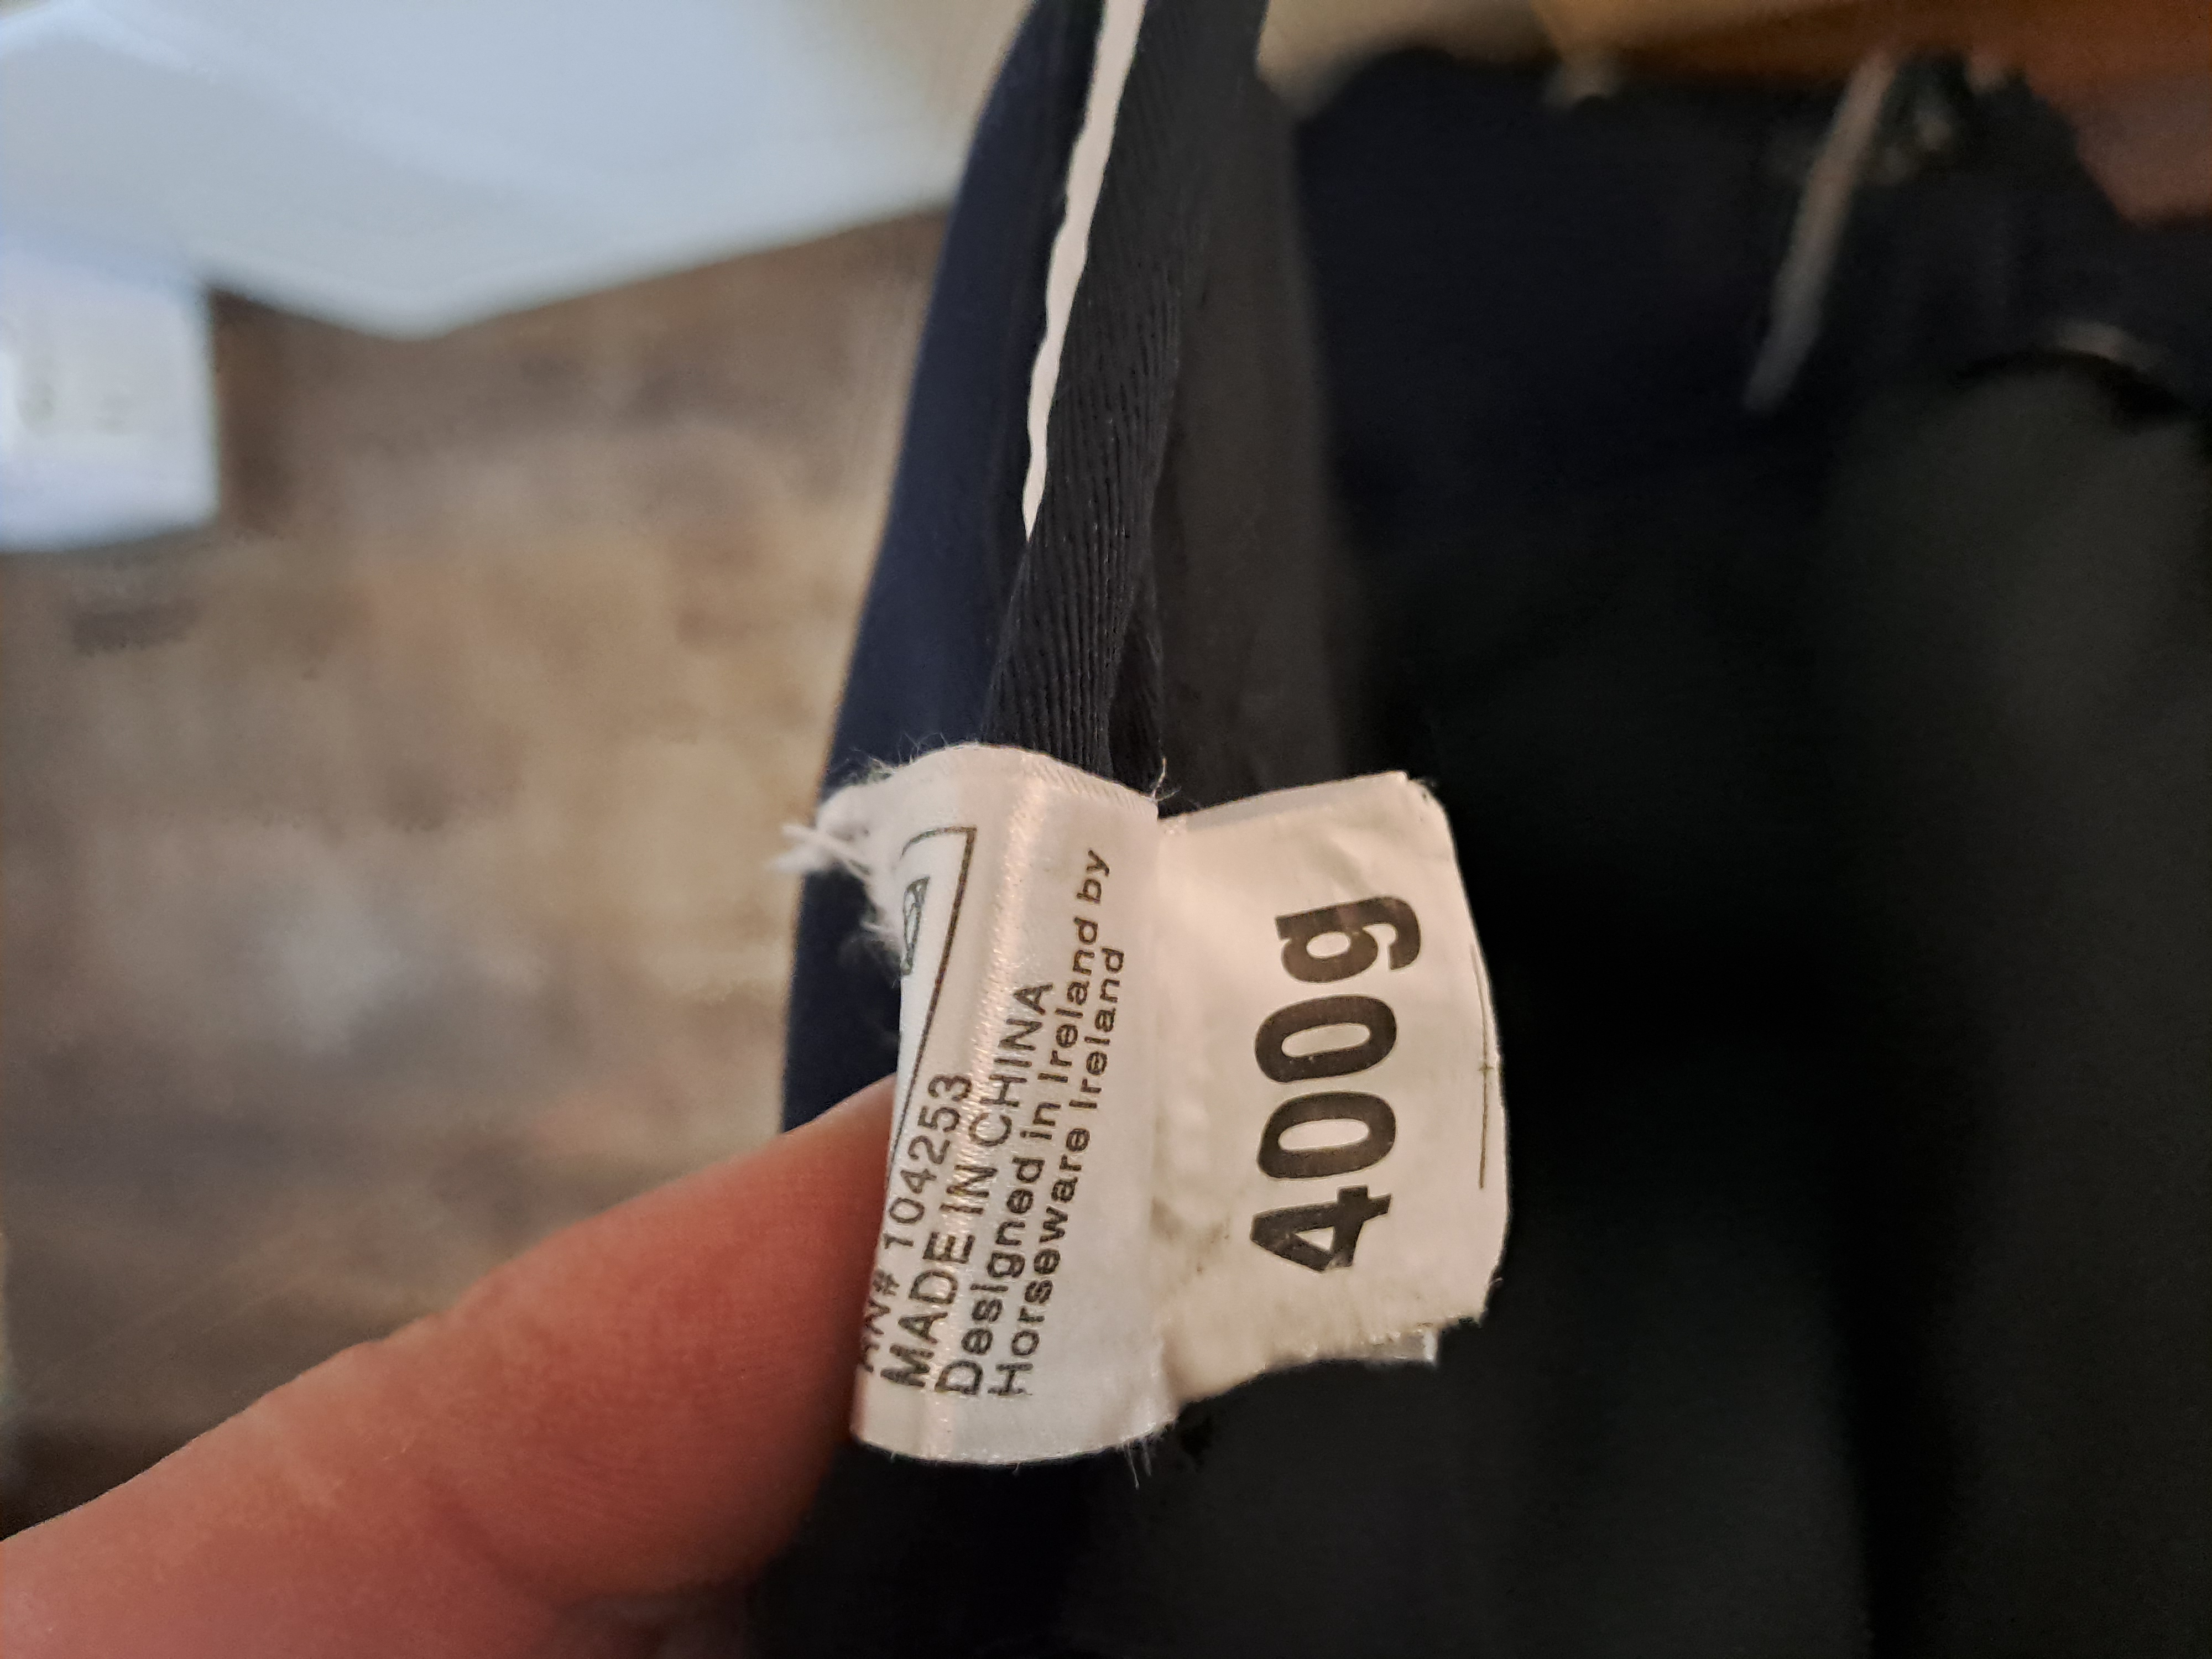 RN# 104253
MADE IN CHINA
Designed in Ireland by
Horseware Ireland
400g